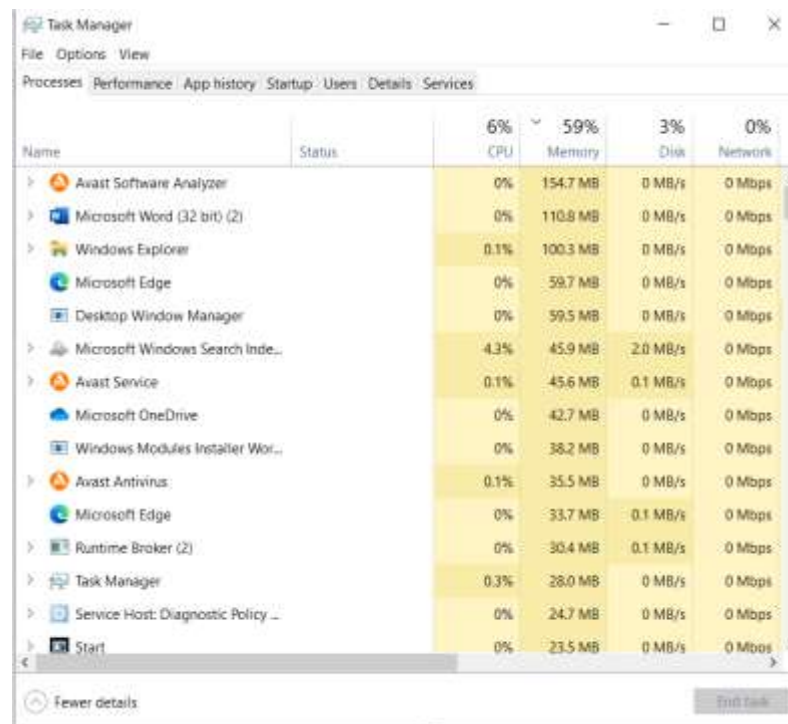 Task Manager
File Options View
Processes Performance App history Startup Users Details Services
6% 59% 3% 0%
Name Status CPU Memory Disk Network
Avast Software Analyzer 0% 154.7 MB 0 MB/s 0 Mbps
Microsoft Word (32 bit) (2) 0% 110.8 MB 0 MB/s 0 Mbps
Windows Explorer 0.1% 100.3 MB 0 MB/s 0 Mbps
Microsoft Edge 0% 59.7 MB 0 MB/s 0 Mbps
Desktop Window Manager 0% 59.5 MB 0 MB/s 0 Mbps
Microsoft Windows Search Inde... 4.3% 45.9 MB 2.0 MB/s 0 Mbps
Avast Service 0.1% 45.6 MB 0.1 MB/s 0 Mbps
Microsoft OneDrive 0% 42.7 MB 0 MB/s 0 Mbps
Windows Modules Installer Wor... 0% 38.2 MB 0 MB/s 0 Mbps
Avast Antivirus 0.1% 35.5 MB 0 MB/s 0 Mbps
Microsoft Edge 0% 33.7 MB 0.1 MB/s 0 Mbps
Runtime Broker (2) 0% 30.4 MB 0.1 MB/s 0 Mbps
Task Manager 0.3% 28.0 MB 0 MB/s 0 Mbps
Service Host: Diagnostic Policy ... 0% 24.7 MB 0 MB/s 0 Mbps
Start 0% 23.5 MB 0 MB/s 0 Mbps
Fewer details End task